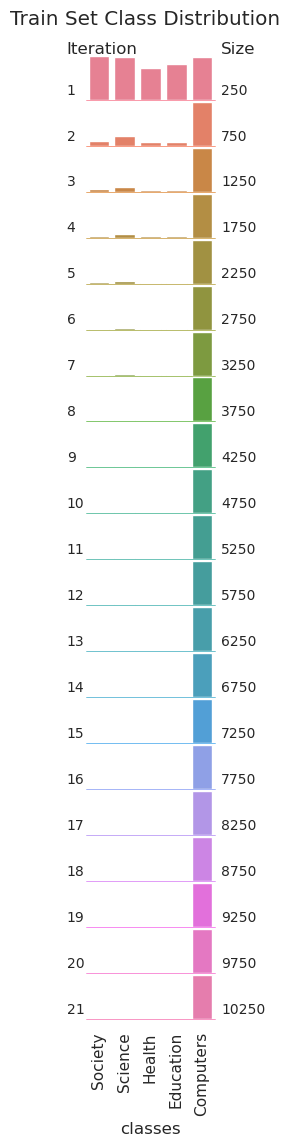 Train Set Class Distribution
Iteration Size
1 250
2 750
3 1250
4 1750
5 2250
6 2750
7 3250
8 3750
9 4250
10 4750
11 5250
12 5750
13 6250
14 6750
15 7250
16 7750
17 8250
18 8750
19 9250
20 9750
21 10250
Society
Science
Health
Education
Computers
classes